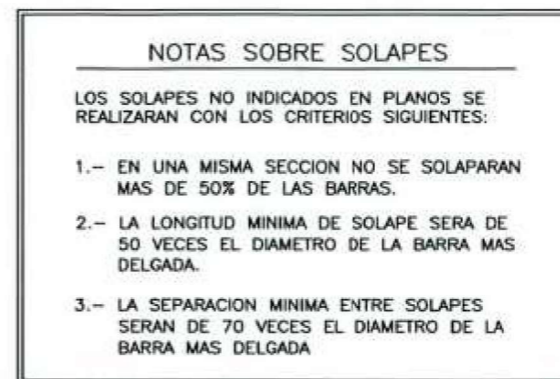 NOTAS SOBRE SOLAPES
LOS SOLAPES NO INDICADOS EN PLANOS SE
REALIZARAN CON LOS CRITERIOS SIGUIENTES:
1.- EN UNA MISMA SECCION NO SE SOLAPARAN
MAS DE 50% DE LAS BARRAS.
2.- LA LONGITUD MINIMA DE SOLAPE SERA DE
50 VECES EL DIAMETRO DE LA BARRA MAS
DELGADA.
3.- LA SEPARACION MINIMA ENTRE SOLAPES
SERAN DE 70 VECES EL DIAMETRO DE LA
BARRA MAS DELGADA